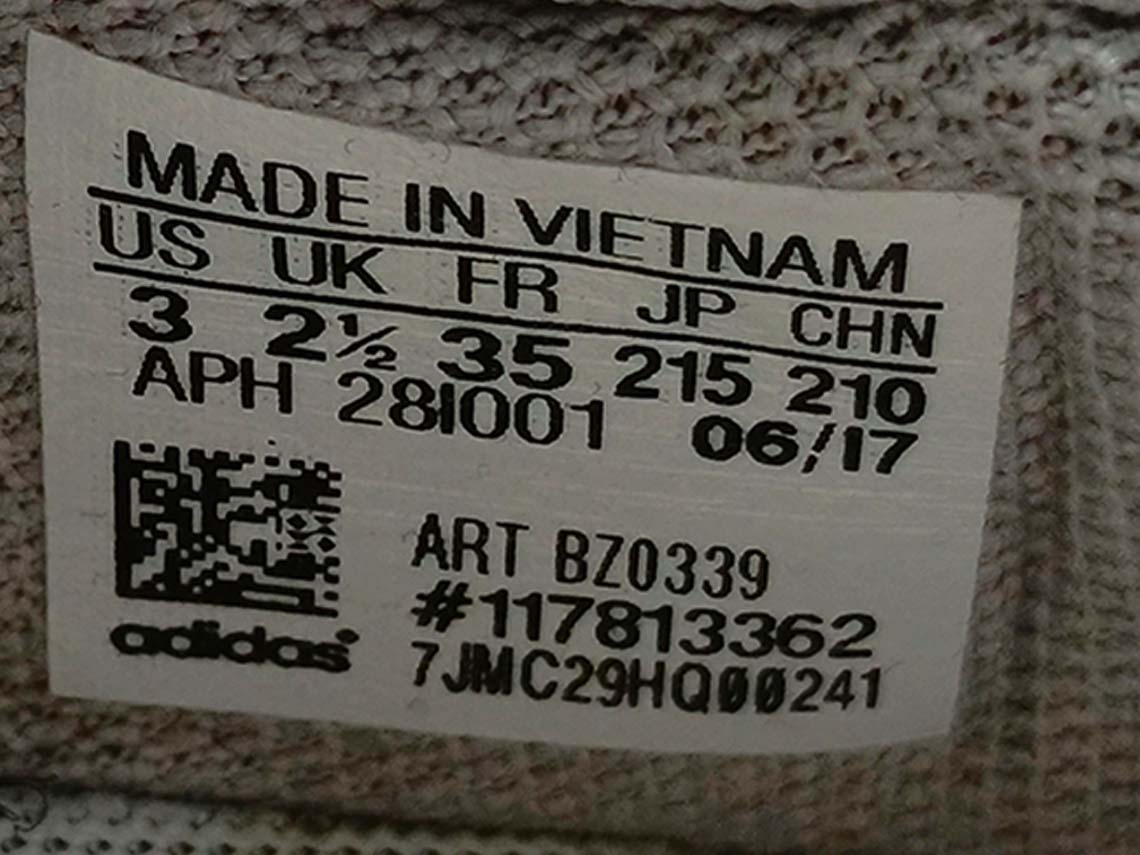 MADE IN VIETNAM
US UK FR JP CHN
3 2½ 35 215 210
APH 28I001 06/17
ART BZ0339
#117813362
adidas® 7JMC29HQ00241